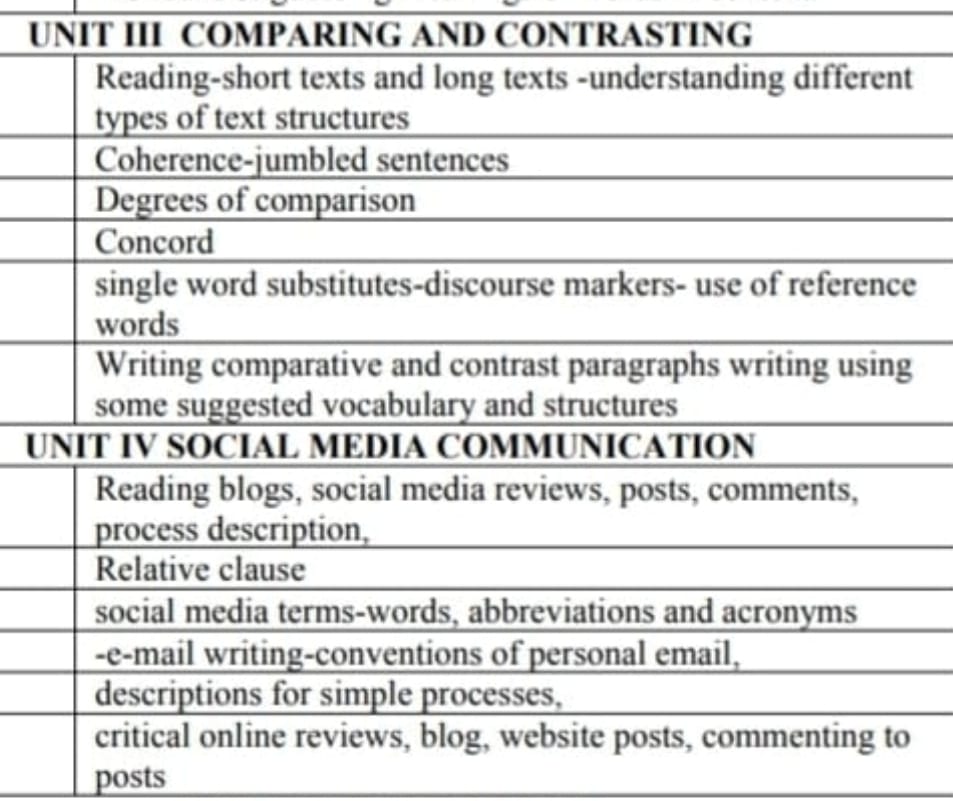 UNIT III COMPARING AND CONTRASTING
Reading-short texts and long texts -understanding different
types of text structures
Coherence-jumbled sentences
Degrees of comparison
Concord
single word substitutes-discourse markers- use of reference
words
Writing comparative and contrast paragraphs writing using
some suggested vocabulary and structures
UNIT IV SOCIAL MEDIA COMMUNICATION
Reading blogs, social media reviews, posts, comments,
process description,
Relative clause
social media terms-words, abbreviations and acronyms
-e-mail writing-conventions of personal email,
descriptions for simple processes,
critical online reviews, blog, website posts, commenting to
posts